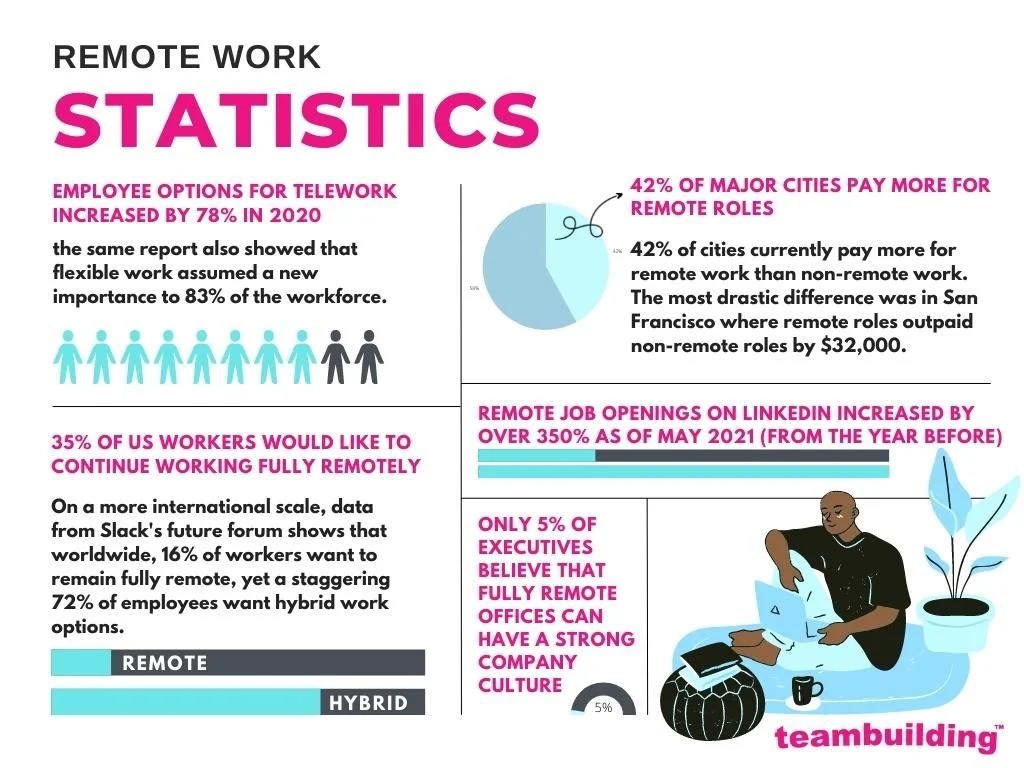 REMOTE WORK
STATISTICS
EMPLOYEE OPTIONS FOR TELEWORK
INCREASED BY 78% IN 2020
the same report also showed that
flexible work assumed a new
importance to 83% of the workforce.
42% OF MAJOR CITIES PAY MORE FOR
REMOTE ROLES
42%
58%
42% of cities currently pay more for
remote work than non-remote work.
The most drastic difference was in San
Francisco where remote roles outpaid
non-remote roles by $32,000.
35% OF US WORKERS WOULD LIKE TO
CONTINUE WORKING FULLY REMOTELY
On a more international scale, data
from Slack's future forum shows that
worldwide, 16% of workers want to
remain fully remote, yet a staggering
72% of employees want hybrid work
options.
REMOTE
HYBRID
REMOTE JOB OPENINGS ON LINKEDIN INCREASED BY
OVER 350% AS OF MAY 2021 (FROM THE YEAR BEFORE)
ONLY 5% OF
EXECUTIVES
BELIEVE THAT
FULLY REMOTE
OFFICES CAN
HAVE A STRONG
COMPANY
CULTURE
5%
teambuilding™